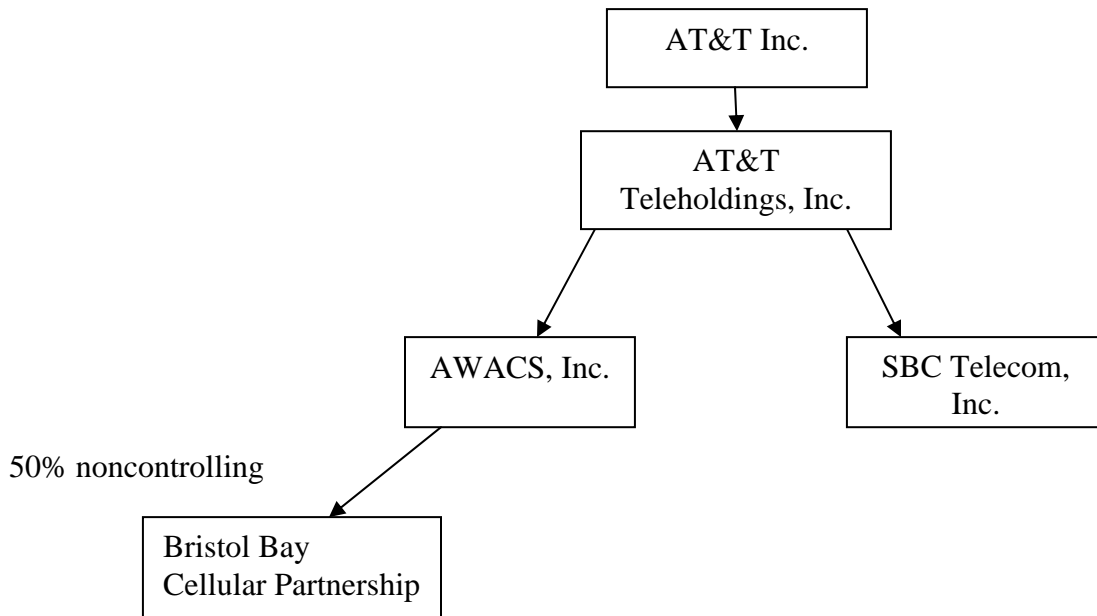 AT&T Inc.
AT&T
Teleholdings, Inc.
AWACS, Inc.
SBC Telecom,
Inc.
50% noncontrolling
Bristol Bay
Cellular Partnership